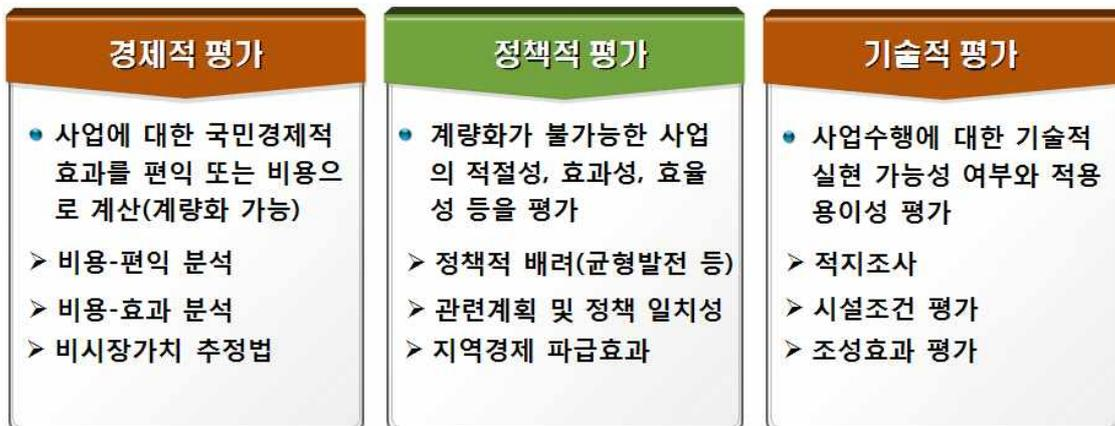 경제적 평가
● 사업에 대한 국민경제적
효과를 편익 또는 비용으
로 계산(계량화 가능)
➢ 비용-편익 분석
➢ 비용-효과 분석
➢ 비시장가치 추정법
정책적 평가
● 계량화가 불가능한 사업
의 적절성, 효과성, 효율
성 등을 평가
➢ 정책적 배려(균형발전 등)
➢ 관련계획 및 정책 일치성
➢ 지역경제 파급효과
기술적 평가
● 사업수행에 대한 기술적
실현 가능성 여부와 적용
용이성 평가
➢ 적지조사
➢ 시설조건 평가
➢ 조성효과 평가